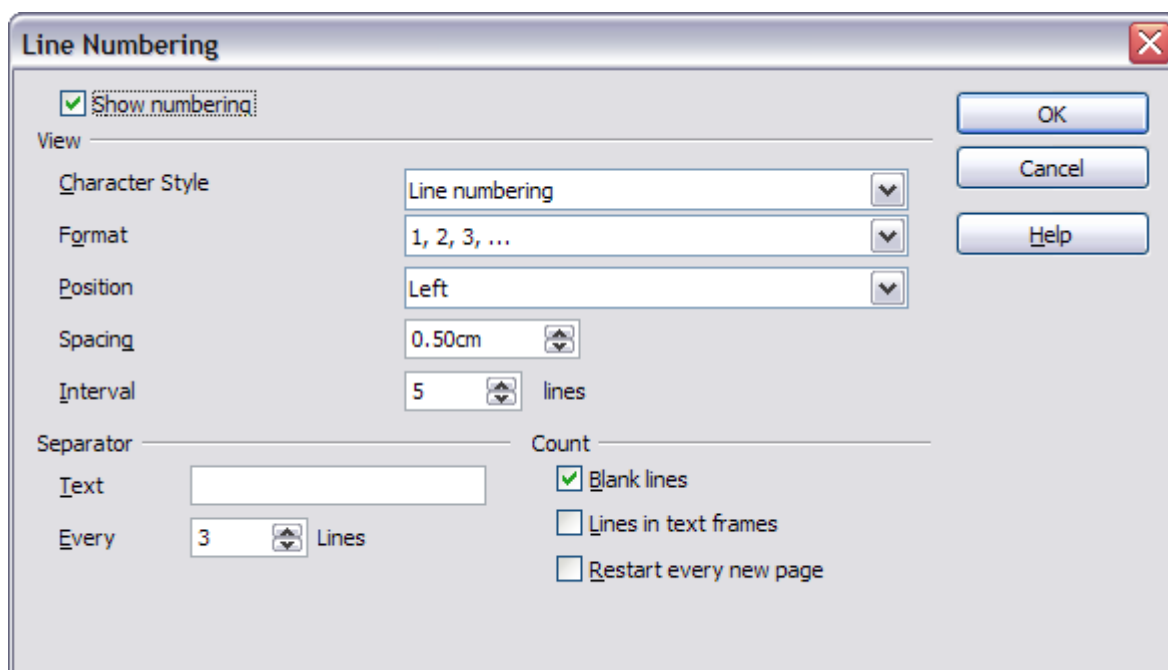 Line Numbering
Show numbering
OK
View
Cancel
Character Style
Line numbering
Format
1, 2, 3, ...
Help
Position
Left
Spacing
0.50cm
Interval
5
lines
Separator
Count
Text
Blank lines
Lines in text frames
Every
3
Lines
Restart every new page